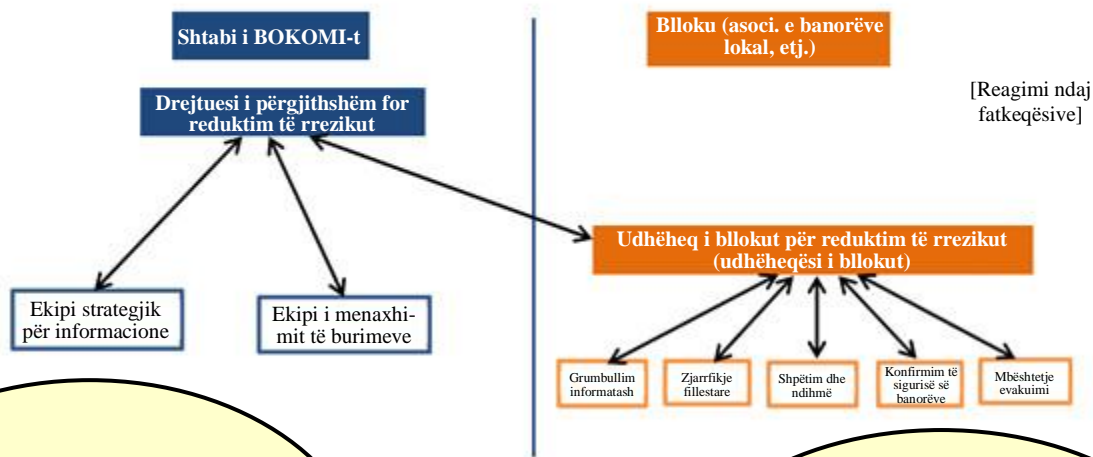 Shtabi i BOKOMI-t
Blloku (asoci. e banorëve
lokal, etj.)
[Reagimi ndaj
fatkeqësive]
Drejtuesi i përgjithshëm for
reduktim të rrezikut
Udhëheq i bllokut për reduktim të rrezikut
(udhëheqësi i bllokut)
Ekipi strategjik
për informacione
Ekipi i menaxhi-
mit të burimeve
Grumbullim
informatash
Zjarrfikje
fillestare
Shpëtim dhe
ndihmë
Konfirmim të
sigurisë së
banorëve
Mbështetje
evakuimi